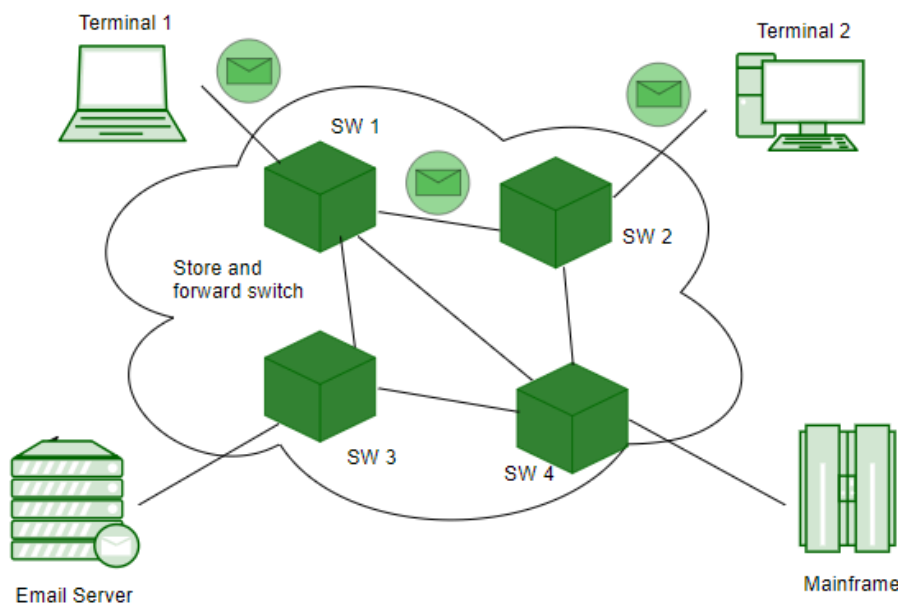 Terminal 1
Terminal 2
SW 1
SW 2
Store and
forward switch
SW 3
SW 4
Email Server
Mainframe